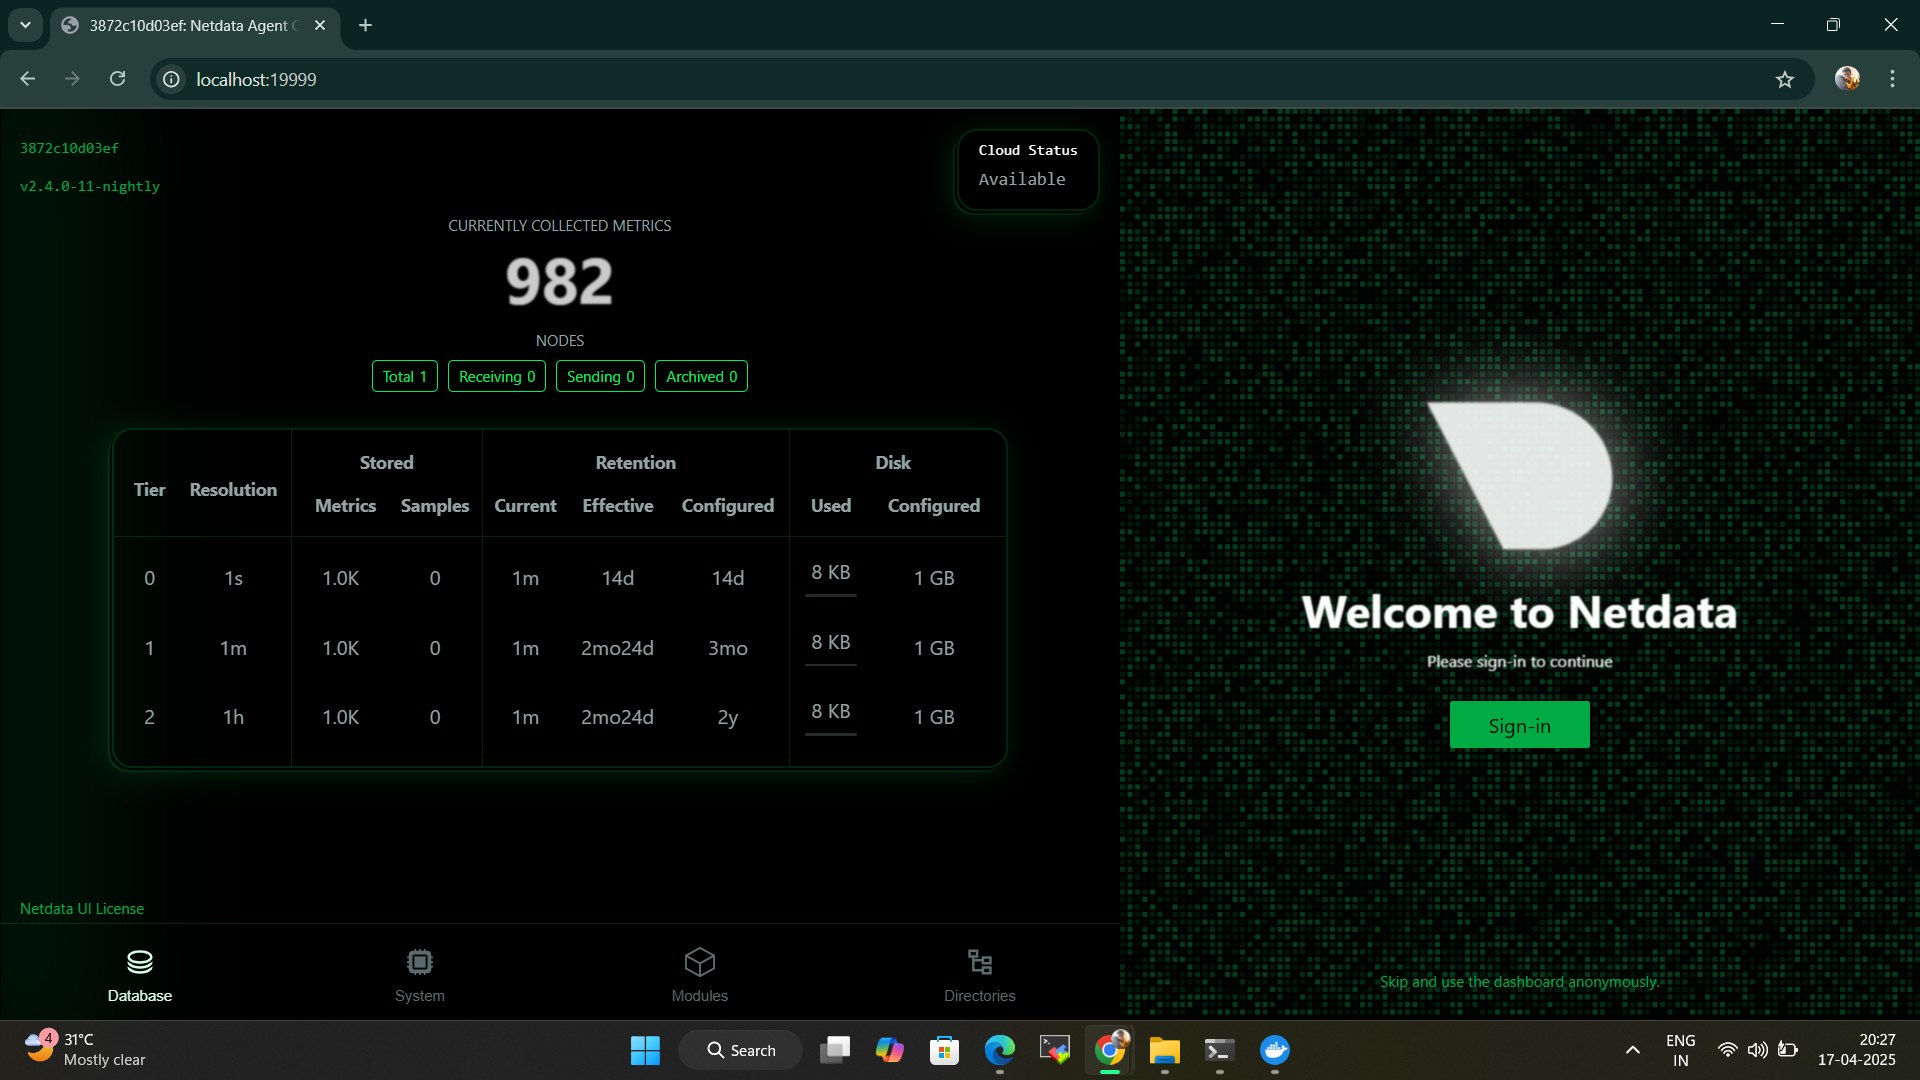 3872c10d03ef: Netdata Agent C
localhost:19999
3872c10d03ef
v2.4.0-11-nightly
Cloud Status
Available
CURRENTLY COLLECTED METRICS
982
NODES
Total 1 Receiving 0 Sending 0 Archived 0
Stored Retention Disk
Tier Resolution
Metrics Samples Current Effective Configured Used Configured
0 1s 1.0K 0 1m 14d 14d 8 KB 1 GB
1 1m 1.0K 0 1m 2mo24d 3mo 8 KB 1 GB
2 1h 1.0K 0 1m 2mo24d 2y 8 KB 1 GB
Netdata UI License
Database System Modules Directories
Welcome to Netdata
Please sign-in to continue
Sign-in
Skip and use the dashboard anonymously.
4
31°C
Mostly clear
Search
ENG
IN
20:27
17-04-2025